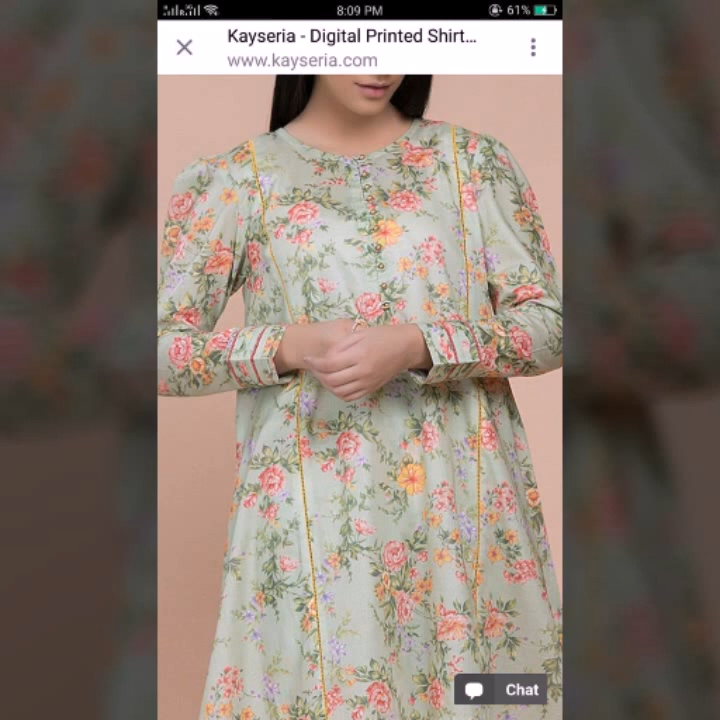 8:09 PM
61%
Kayseria - Digital Printed Shirt...
www.kayseria.com
Chat